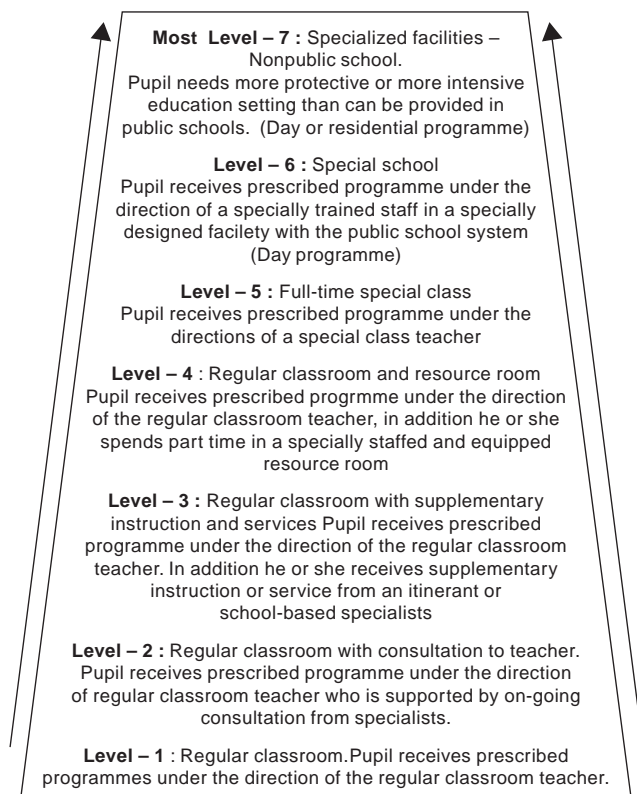 Most Level – 7 : Specialized facilities –
Nonpublic school.
Pupil needs more protective or more intensive
education setting than can be provided in
public schools. (Day or residential programme)
Level – 6 : Special school
Pupil receives prescribed programme under the
direction of a specially trained staff in a specially
designed facilety with the public school system
(Day programme)
Level – 5 : Full-time special class
Pupil receives prescribed programme under the
directions of a special class teacher
Level – 4 : Regular classroom and resource room
Pupil receives prescribed progrmme under the direction
of the regular classroom teacher, in addition he or she
spends part time in a specially staffed and equipped
resource room
Level – 3 : Regular classroom with supplementary
instruction and services Pupil receives prescribed
programme under the direction of the regular classroom
teacher. In addition he or she receives supplementary
instruction or service from an itinerant or
school-based specialists
Level – 2 : Regular classroom with consultation to teacher.
Pupil receives prescribed programme under the direction
of regular classroom teacher who is supported by on-going
consultation from specialists.
Level – 1 : Regular classroom.Pupil receives prescribed
programmes under the direction of the regular classroom teacher.